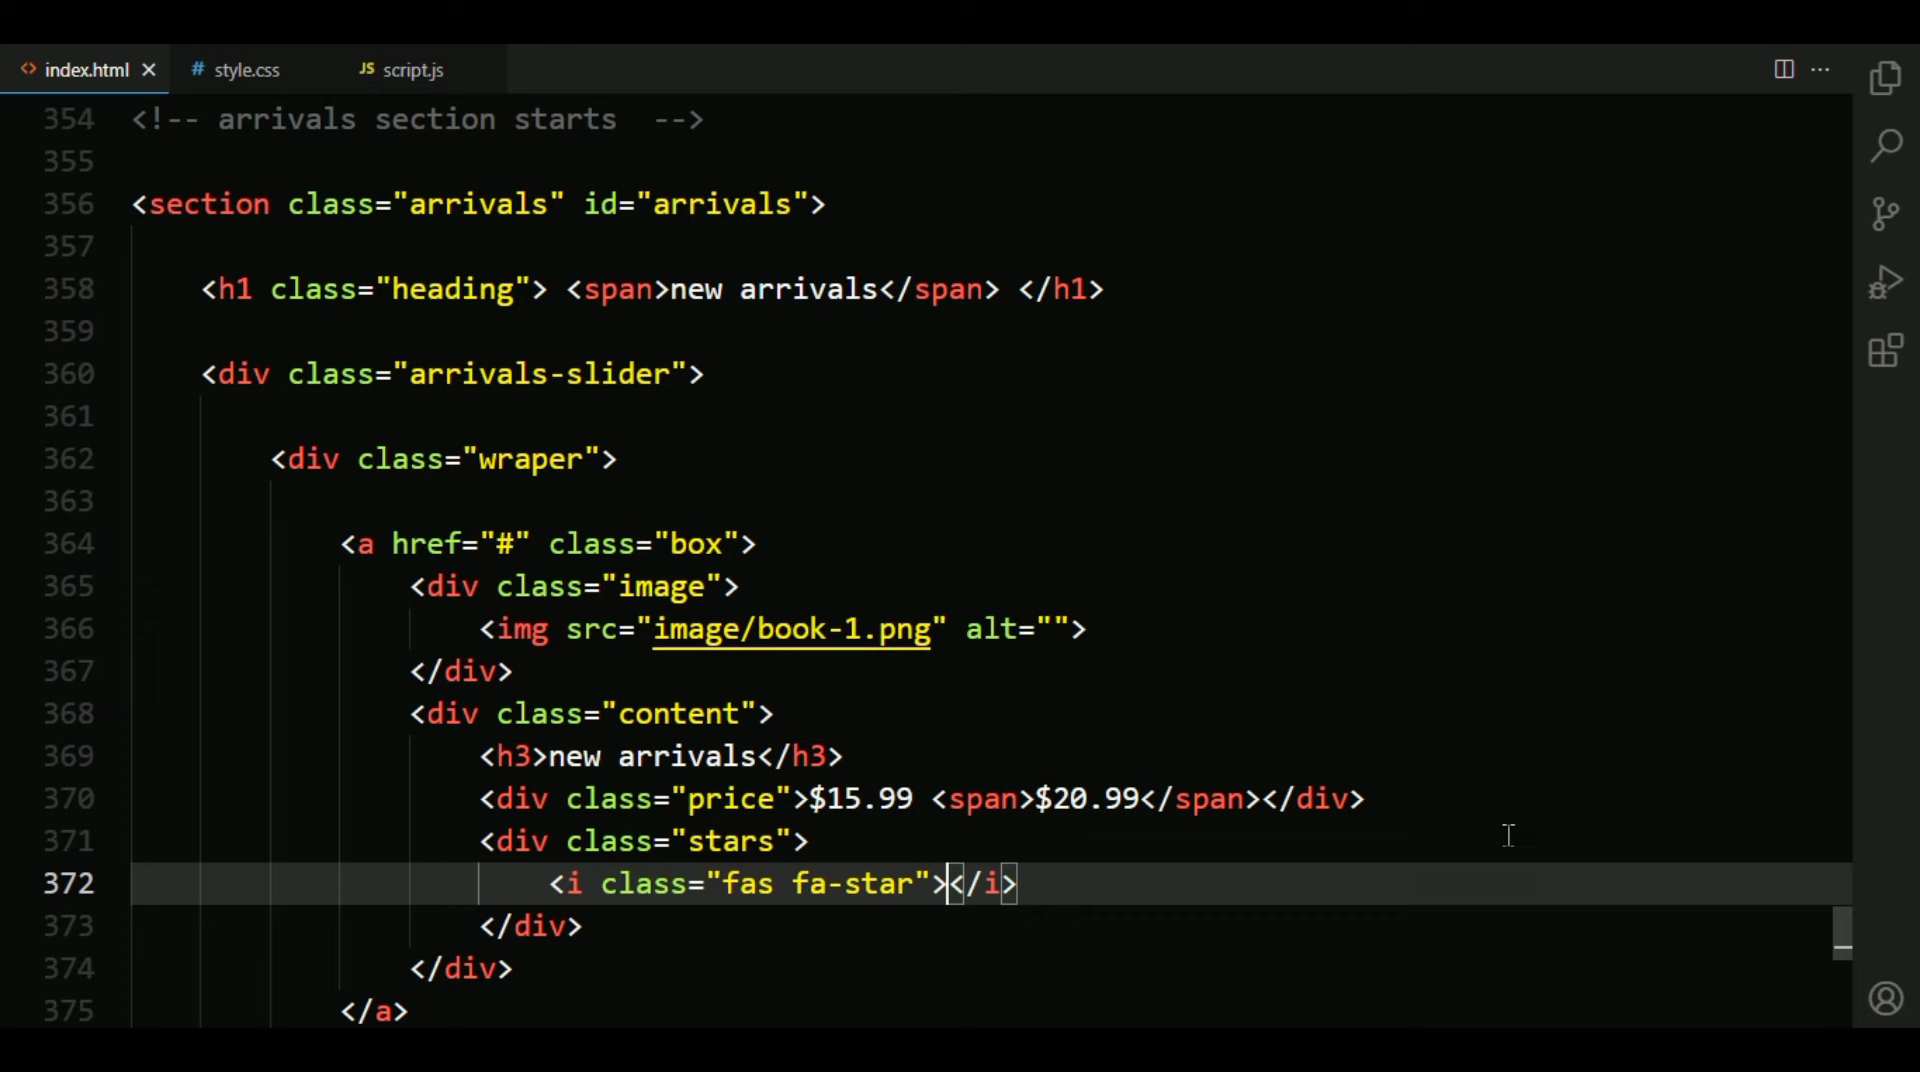 <> index.html × # style.css JS script.js
354 <!-- arrivals section starts  -->
355
356 <section class="arrivals" id="arrivals">
357
358     <h1 class="heading"> <span>new arrivals</span> </h1>
359
360     <div class="arrivals-slider">
361
362         <div class="wraper">
363
364             <a href="#" class="box">
365                 <div class="image">
366                     <img src="image/book-1.png" alt="">
367                 </div>
368                 <div class="content">
369                     <h3>new arrivals</h3>
370                     <div class="price">$15.99 <span>$20.99</span></div>
371                     <div class="stars">
372                         <i class="fas fa-star"></i>
373                     </div>
374                 </div>
375             </a>